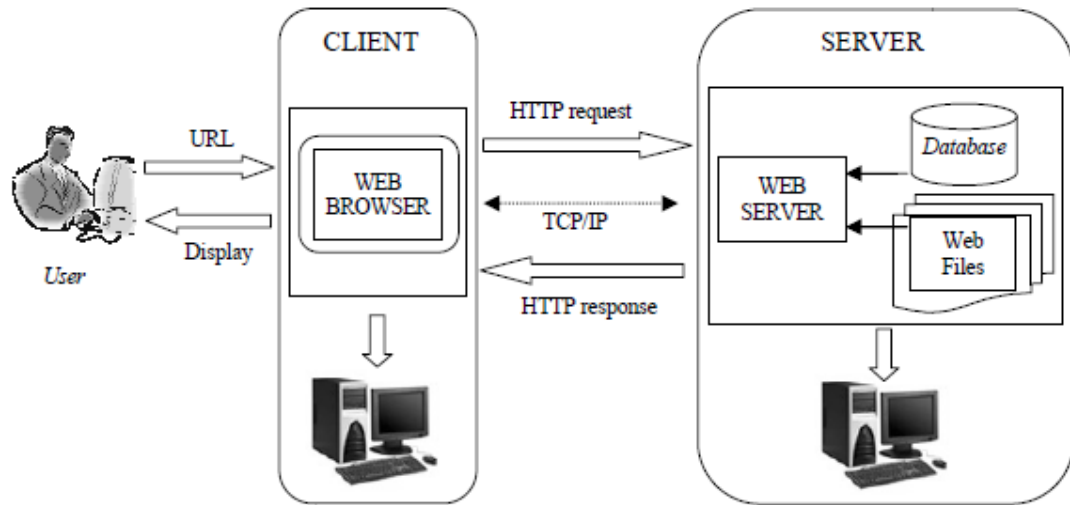 CLIENT
SERVER
URL
Display
User
WEB
BROWSER
HTTP request
TCP/IP
HTTP response
WEB
SERVER
Database
Web
Files